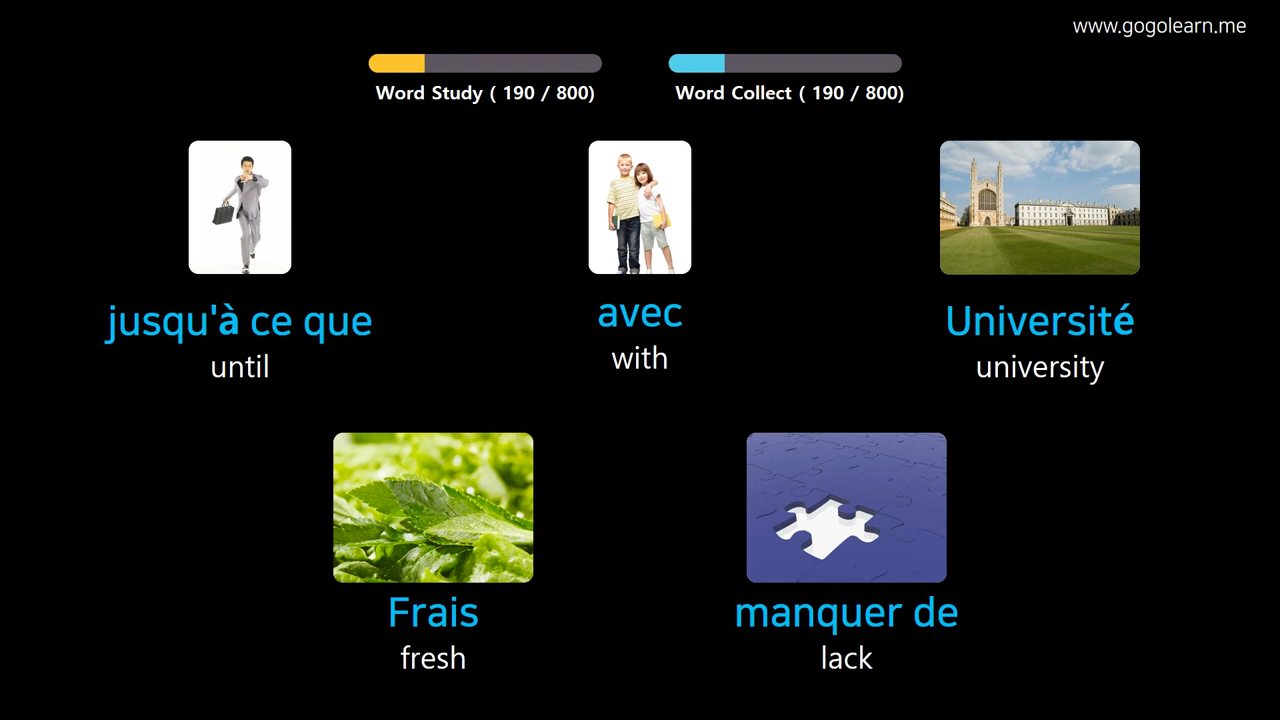 www.gogolearn.me
Word Study ( 190 / 800)
Word Collect ( 190 / 800)
jusqu'à ce que
until
avec
with
Université
university
Frais
fresh
manquer de
lack